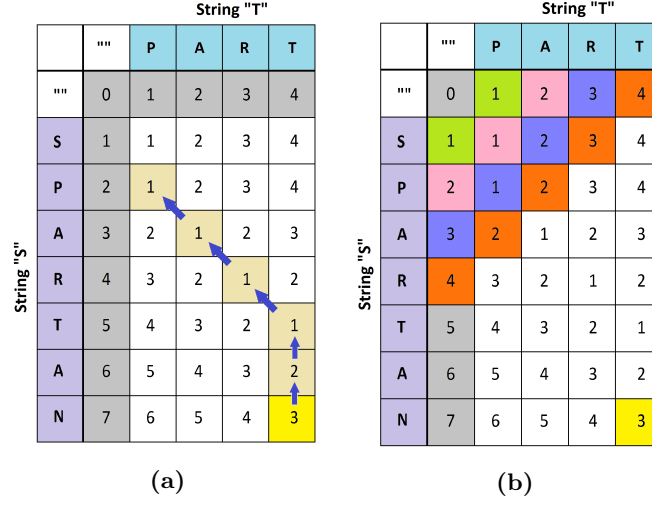 String "T"
"" P A R T
"" 0 1 2 3 4
S 1 1 2 3 4
P 2 1 2 3 4
A 3 2 1 2 3
R 4 3 2 1 2
T 5 4 3 2 1
A 6 5 4 3 2
N 7 6 5 4 3
String "S"
(a)
String "T"
"" P A R T
"" 0 1 2 3 4
S 1 1 2 3 4
P 2 1 2 3 4
A 3 2 1 2 3
R 4 3 2 1 2
T 5 4 3 2 1
A 6 5 4 3 2
N 7 6 5 4 3
String "S"
(b)